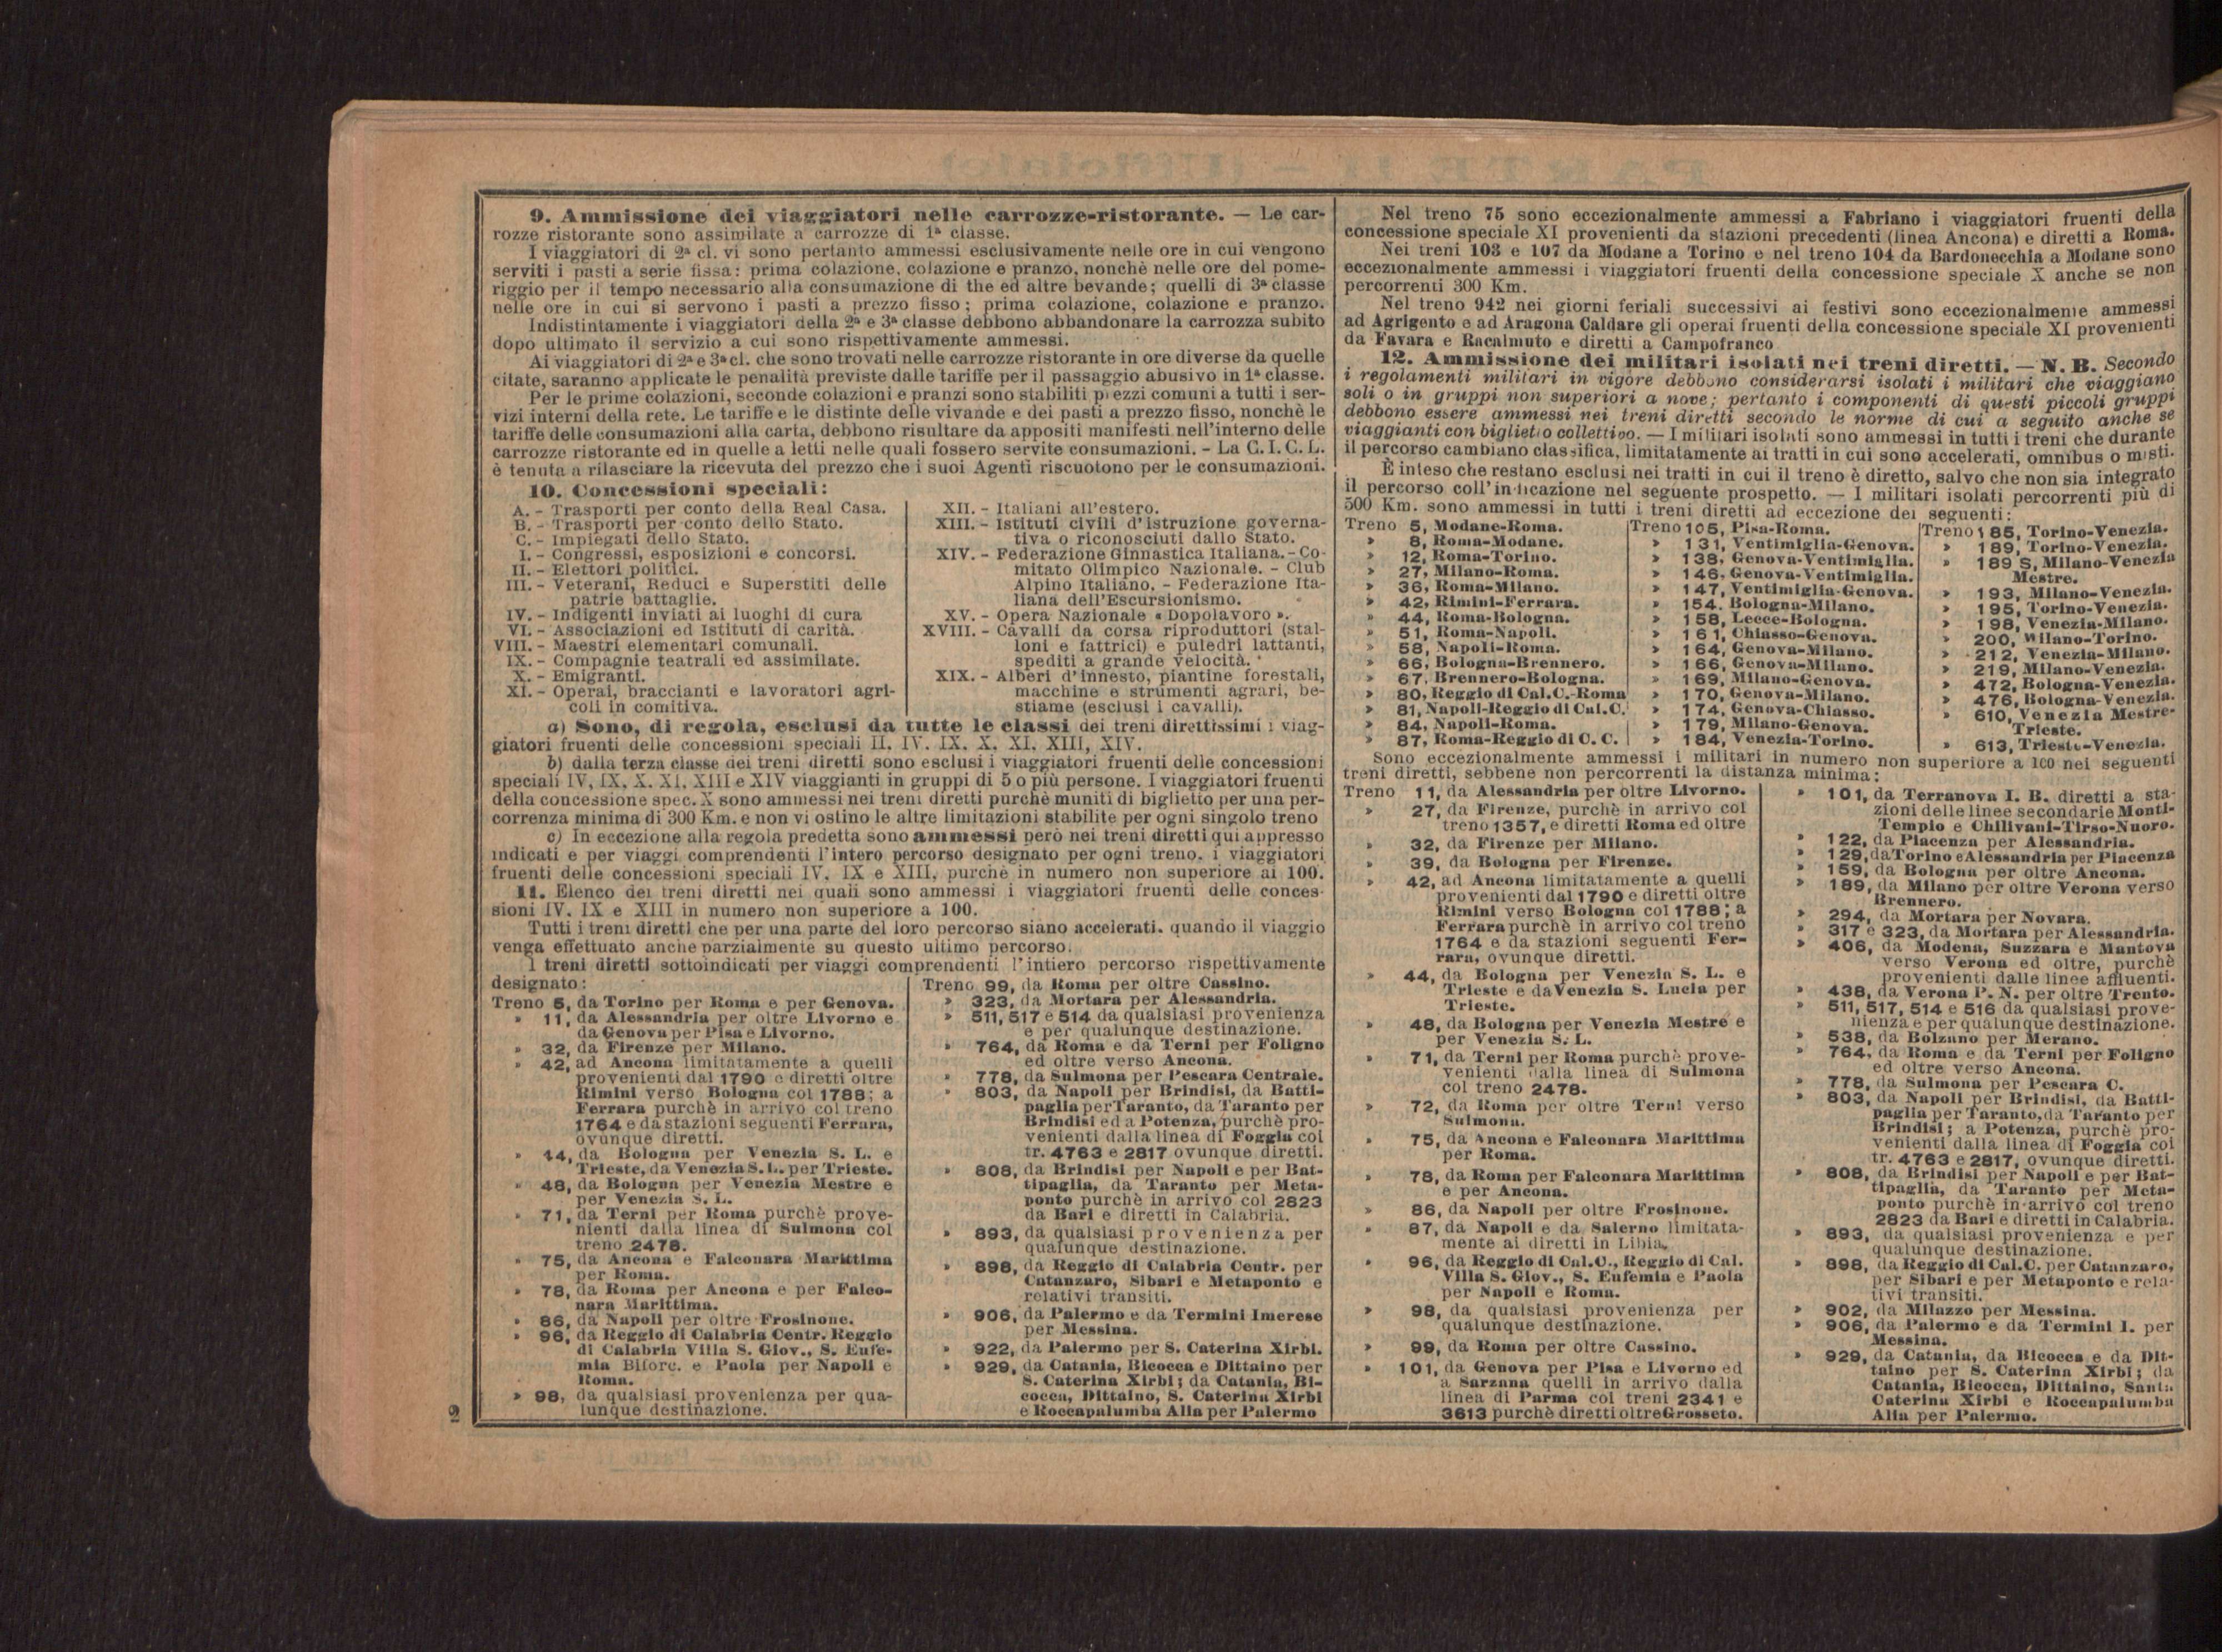 9. Ammissione dei viaggiatori nelle carrozze-ristorante. — Le car-
rozze ristorante sono assimilate a carrozze di 1ª classe.
I viaggiatori di 2ª cl. vi sono pertanto ammessi esclusivamente nelle ore in cui vengono
serviti i pasti a serie fissa: prima colazione, colazione e pranzo, nonchè nelle ore del pome-
riggio per il tempo necessario alla consumazione di the ed altre bevande; quelli di 3ª classe
nelle ore in cui si servono i pasti a prezzo fisso; prima colazione, colazione e pranzo.
Indistintamente i viaggiatori della 2ª e 3ª classe debbono abbandonare la carrozza subito
dopo ultimato il servizio a cui sono rispettivamente ammessi.
Ai viaggiatori di 2ª e 3ª cl. che sono trovati nelle carrozze ristorante in ore diverse da quelle
citate, saranno applicate le penalità previste dalle tariffe per il passaggio abusivo in 1ª classe.
Per le prime colazioni, seconde colazioni e pranzi sono stabiliti prezzi comuni a tutti i ser-
vizi interni della rete. Le tariffe e le distinte delle vivande e dei pasti a prezzo fisso, nonchè le
tariffe delle consumazioni alla carta, debbono risultare da appositi manifesti nell'interno delle
carrozze ristorante ed in quelle a letti nelle quali fossero servite consumazioni. - La C. I. C. L.
è tenuta a rilasciare la ricevuta del prezzo che i suoi Agenti riscuotono per le consumazioni.
10. Concessioni speciali:
A. - Trasporti per conto della Real Casa.
B. - Trasporti per conto dello Stato.
C. - Impiegati dello Stato.
I. - Congressi, esposizioni e concorsi.
II. - Elettori politici.
III. - Veterani, Reduci e Superstiti delle
patrie battaglie.
IV. - Indigenti inviati ai luoghi di cura
VI. - Associazioni ed Istituti di carità.
VIII. - Maestri elementari comunali.
IX. - Compagnie teatrali ed assimilate.
X. - Emigranti.
XI. - Operai, braccianti e lavoratori agri-
coli in comitiva.
XII. - Italiani all'estero.
XIII. - Istituti civili d'istruzione governa-
tiva o riconosciuti dallo Stato.
XIV. - Federazione Ginnastica Italiana. - Co-
mitato Olimpico Nazionale. - Club
Alpino Italiano. - Federazione Ita-
liana dell'Escursionismo.
XV. - Opera Nazionale « Dopolavoro ».
XVIII. - Cavalli da corsa riproduttori (stal-
loni e fattrici) e puledri lattanti,
spediti a grande velocità.
XIX. - Alberi d'innesto, piantine forestali,
macchine e strumenti agrari, be-
stiame (esclusi i cavalli).
a) Sono, di regola, esclusi da tutte le classi dei treni direttissimi i viag-
giatori fruenti delle concessioni speciali II. IV. IX. X. XI. XIII, XIV.
b) dalla terza classe dei treni diretti sono esclusi i viaggiatori fruenti delle concessioni
speciali IV, IX. X. XI, XIII e XIV viaggianti in gruppi di 5 o più persone. I viaggiatori fruenti
della concessione spec. X sono ammessi nei treni diretti purchè muniti di biglietto per una per-
correnza minima di 300 Km. e non vi ostino le altre limitazioni stabilite per ogni singolo treno
c) In eccezione alla regola predetta sono ammessi però nei treni diretti qui appresso
indicati e per viaggi comprendenti l'intero percorso designato per ogni treno. i viaggiatori
fruenti delle concessioni speciali IV. IX e XIII, purchè in numero non superiore ai 100.
11. Elenco dei treni diretti nei quali sono ammessi i viaggiatori fruenti delle conces-
sioni IV. IX e XIII in numero non superiore a 100.
Tutti i treni diretti che per una parte del loro percorso siano accelerati. quando il viaggio
venga effettuato anche parzialmente su questo ultimo percorso.
I treni diretti sottoindicati per viaggi comprendenti l'intiero percorso rispettivamente
designato:
Treno 5, da Torino per Roma e per Genova.
» 11, da Alessandria per oltre Livorno e
da Genova per Pisa e Livorno.
» 32, da Firenze per Milano.
» 42, ad Ancona limitatamente a quelli
provenienti dal 1790 e diretti oltre
Rimini verso Bologna col 1788; a
Ferrara purchè in arrivo col treno
1764 e da stazioni seguenti Ferrara,
ovunque diretti.
» 44, da Bologna per Venezia S. L. e
Trieste, da Venezia S. L. per Trieste.
» 48, da Bologna per Venezia Mestre e
per Venezia S. L.
» 71, da Terni per Roma purchè prove-
nienti dalla linea di Sulmona col
treno 2478.
» 75, da Ancona e Falconara Marittima
per Roma.
» 78, da Roma per Ancona e per Falco-
nara Marittima.
» 86, da Napoli per oltre Frosinone.
» 96, da Reggio di Calabria Centr. Reggio
di Calabria Villa S. Giov., S. Eufe-
mia Biforc. e Paola per Napoli e
Roma.
» 98, da qualsiasi provenienza per qua-
lunque destinazione.
Treno 99, da Roma per oltre Cassino.
» 323, da Mortara per Alessandria.
» 511, 517 e 514 da qualsiasi provenienza
e per qualunque destinazione.
» 764, da Roma e da Terni per Foligno
ed oltre verso Ancona.
» 778, da Sulmona per Pescara Centrale.
» 803, da Napoli per Brindisi, da Batti-
paglia per Taranto, da Taranto per
Brindisi ed a Potenza, purchè pro-
venienti dalla linea di Foggia col
tr. 4763 e 2817 ovunque diretti.
» 808, da Brindisi per Napoli e per Bat-
tipaglia, da Taranto per Meta-
ponto purchè in arrivo col 2823
da Bari e diretti in Calabria.
» 893, da qualsiasi provenienza per
qualunque destinazione.
» 898, da Reggio di Calabria Centr. per
Catanzaro, Sibari e Metaponto e
relativi transiti.
» 906, da Palermo e da Termini Imerese
per Messina.
» 922, da Palermo per S. Caterina Xirbi.
» 929, da Catania, Bicocca e Dittaino per
S. Caterina Xirbi; da Catania, Bi-
cocca, Dittaino, S. Caterina Xirbi
e Roccapalumba Alia per Palermo
Nel treno 75 sono eccezionalmente ammessi a Fabriano i viaggiatori fruenti della
concessione speciale XI provenienti da stazioni precedenti (linea Ancona) e diretti a Roma.
Nei treni 103 e 107 da Modane a Torino e nel treno 104 da Bardonecchia a Modane sono
eccezionalmente ammessi i viaggiatori fruenti della concessione speciale X anche se non
percorrenti 300 Km.
Nel treno 942 nei giorni feriali successivi ai festivi sono eccezionalmente ammessi
ad Agrigento e ad Aragona Caldare gli operai fruenti della concessione speciale XI provenienti
da Favara e Racalmuto e diretti a Campofranco
12. Ammissione dei militari isolati nei treni diretti. — N. B. Secondo
i regolamenti militari in vigore debbono considerarsi isolati i militari che viaggiano
soli o in gruppi non superiori a nove; pertanto i componenti di questi piccoli gruppi
debbono essere ammessi nei treni diretti secondo le norme di cui a seguito anche se
viaggianti con biglietto collettivo. — I militari isolati sono ammessi in tutti i treni che durante
il percorso cambiano classifica, limitatamente ai tratti in cui sono accelerati, omnibus o misti.
È inteso che restano esclusi nei tratti in cui il treno è diretto, salvo che non sia integrato
il percorso coll'indicazione nel seguente prospetto. — I militari isolati percorrenti più di
500 Km. sono ammessi in tutti i treni diretti ad eccezione dei seguenti:
Treno 5, Modane-Roma.
» 8, Roma-Modane.
» 12, Roma-Torino.
» 27, Milano-Roma.
» 36, Roma-Milano.
» 42, Rimini-Ferrara.
» 44, Roma-Bologna.
» 51, Roma-Napoli.
» 58, Napoli-Roma.
» 66, Bologna-Brennero.
» 67, Brennero-Bologna.
» 80, Reggio di Cal.C.-Roma
» 81, Napoli-Reggio di Cal.C.
» 84, Napoli-Roma.
» 87, Roma-Reggio di C. C.
Treno 105, Pisa-Roma.
» 131, Ventimiglia-Genova.
» 138, Genova-Ventimiglia.
» 146, Genova-Ventimiglia.
» 147, Ventimiglia-Genova.
» 154, Bologna-Milano.
» 158, Lecce-Bologna.
» 161, Chiasso-Genova.
» 164, Genova-Milano.
» 166, Genova-Milano.
» 169, Milano-Genova.
» 170, Genova-Milano.
» 174, Genova-Chiasso.
» 179, Milano-Genova.
» 184, Venezia-Torino.
Treno 185, Torino-Venezia.
» 189, Torino-Venezia.
» 189 S, Milano-Venezia
Mestre.
» 193, Milano-Venezia.
» 195, Torino-Venezia.
» 198, Venezia-Milano.
» 200, Milano-Torino.
» 212, Venezia-Milano.
» 219, Milano-Venezia.
» 472, Bologna-Venezia.
» 476, Bologna-Venezia.
» 610, Venezia Mestre-
Trieste.
» 613, Trieste-Venezia.
Sono eccezionalmente ammessi i militari in numero non superiore a 100 nei seguenti
treni diretti, sebbene non percorrenti la distanza minima:
Treno 11, da Alessandria per oltre Livorno.
» 27, da Firenze, purchè in arrivo col
treno 1357, e diretti Roma ed oltre
» 32, da Firenze per Milano.
» 39, da Bologna per Firenze.
» 42, ad Ancona limitatamente a quelli
provenienti dal 1790 e diretti oltre
Rimini verso Bologna col 1788; a
Ferrara purchè in arrivo col treno
1764 e da stazioni seguenti Fer-
rara, ovunque diretti.
» 44, da Bologna per Venezia S. L. e
Trieste e da Venezia S. Lucia per
Trieste.
» 48, da Bologna per Venezia Mestre e
per Venezia S. L.
» 71, da Terni per Roma purchè prove-
venienti dalla linea di Sulmona
col treno 2478.
» 72, da Roma per oltre Terni verso
Sulmona.
» 75, da Ancona e Falconara Marittima
per Roma.
» 78, da Roma per Falconara Marittima
e per Ancona.
» 86, da Napoli per oltre Frosinone.
» 87, da Napoli e da Salerno limitata-
mente ai diretti in Libia.
» 96, da Reggio di Cal.C., Reggio di Cal.
Villa S. Giov., S. Eufemia e Paola
per Napoli e Roma.
» 98, da qualsiasi provenienza per
qualunque destinazione.
» 99, da Roma per oltre Cassino.
» 101, da Genova per Pisa e Livorno ed
a Sarzana quelli in arrivo dalla
linea di Parma col treni 2341 e
3613 purchè diretti oltre Grosseto.
» 101, da Terranova I. B. diretti a sta-
zioni delle linee secondarie Monti-
Tempio e Chilivani-Tirso-Nuoro.
» 122, da Piacenza per Alessandria.
» 129, da Torino e Alessandria per Piacenza
» 159, da Bologna per oltre Ancona.
» 189, da Milano per oltre Verona verso
Brennero.
» 294, da Mortara per Novara.
» 317 e 323, da Mortara per Alessandria.
» 406, da Modena, Suzzara e Mantova
verso Verona ed oltre, purchè
provenienti dalle linee affluenti.
» 438, da Verona P. N. per oltre Trento.
» 511, 517, 514 e 516 da qualsiasi prove-
nienza e per qualunque destinazione.
» 538, da Bolzano per Merano.
» 764, da Roma e da Terni per Foligno
ed oltre verso Ancona.
» 778, da Sulmona per Pescara C.
» 803, da Napoli per Brindisi, da Batti-
paglia per Taranto, da Taranto per
Brindisi; a Potenza, purchè pro-
venienti dalla linea di Foggia col
tr. 4763 e 2817, ovunque diretti.
» 808, da Brindisi per Napoli e per Bat-
tipaglia, da Taranto per Meta-
ponto purchè in arrivo col treno
2823 da Bari e diretti in Calabria.
» 893, da qualsiasi provenienza e per
qualunque destinazione.
» 898, da Reggio di Cal.C. per Catanzaro,
per Sibari e per Metaponto e rela-
tivi transiti.
» 902, da Milazzo per Messina.
» 906, da Palermo e da Termini I. per
Messina.
» 929, da Catania, da Bicocca e da Dit-
taino per S. Caterina Xirbi; da
Catania, Bicocca, Dittaino, Santa
Caterina Xirbi e Roccapalumba
Alia per Palermo.
2